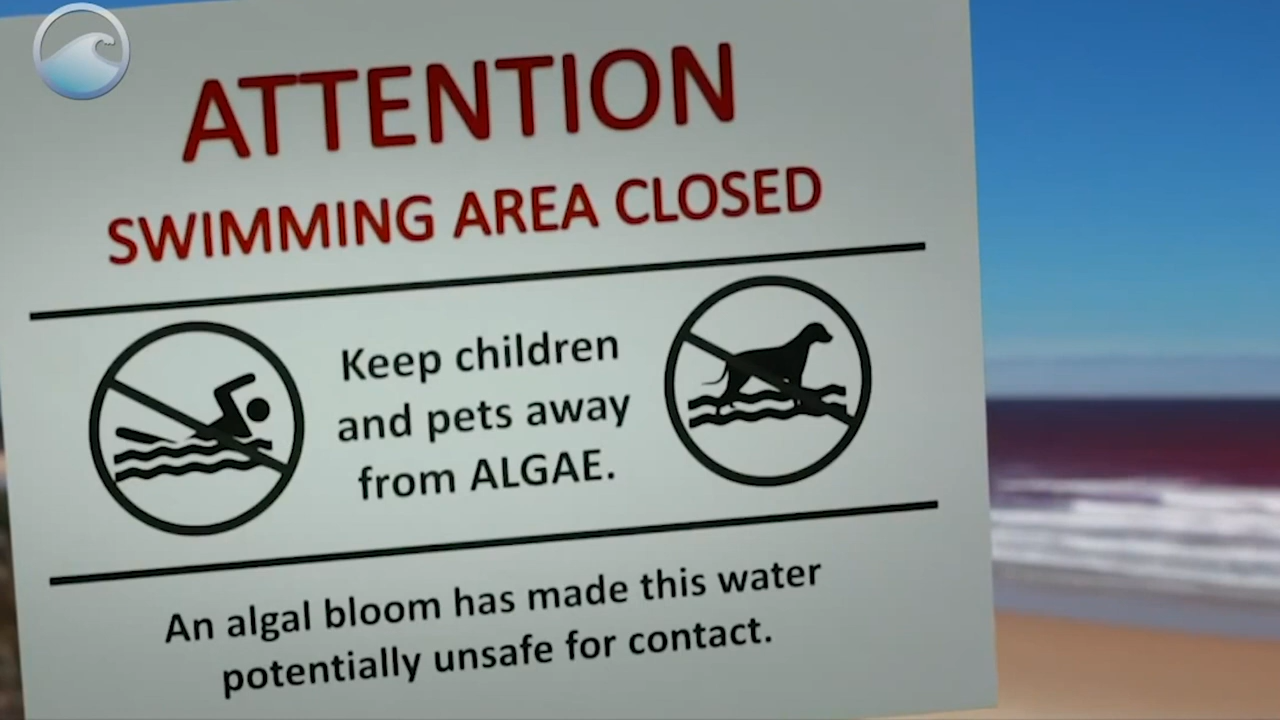 ATTENTION
SWIMMING AREA CLOSED
Keep children
and pets away
from ALGAE.
An algal bloom has made this water
potentially unsafe for contact.